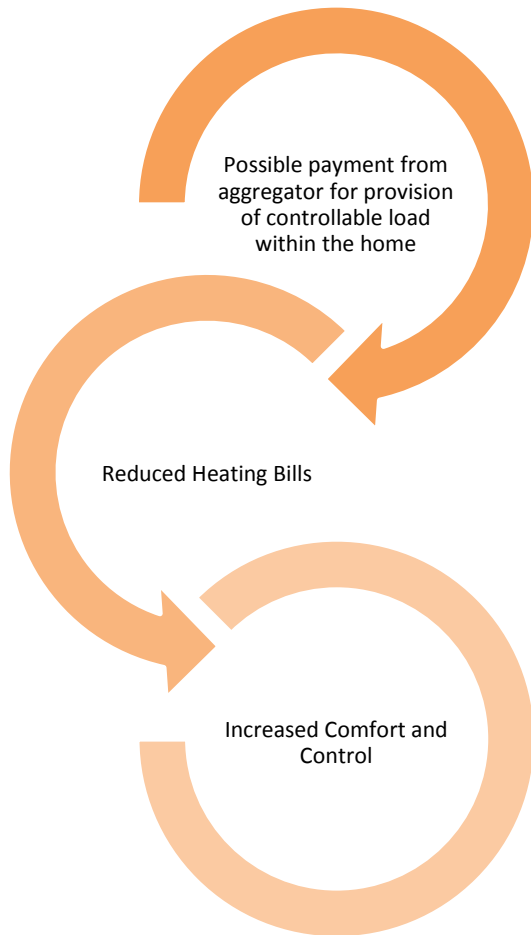 Possible payment from
aggregator for provision
of controllable load
within the home
Reduced Heating Bills
Increased Comfort and
Control